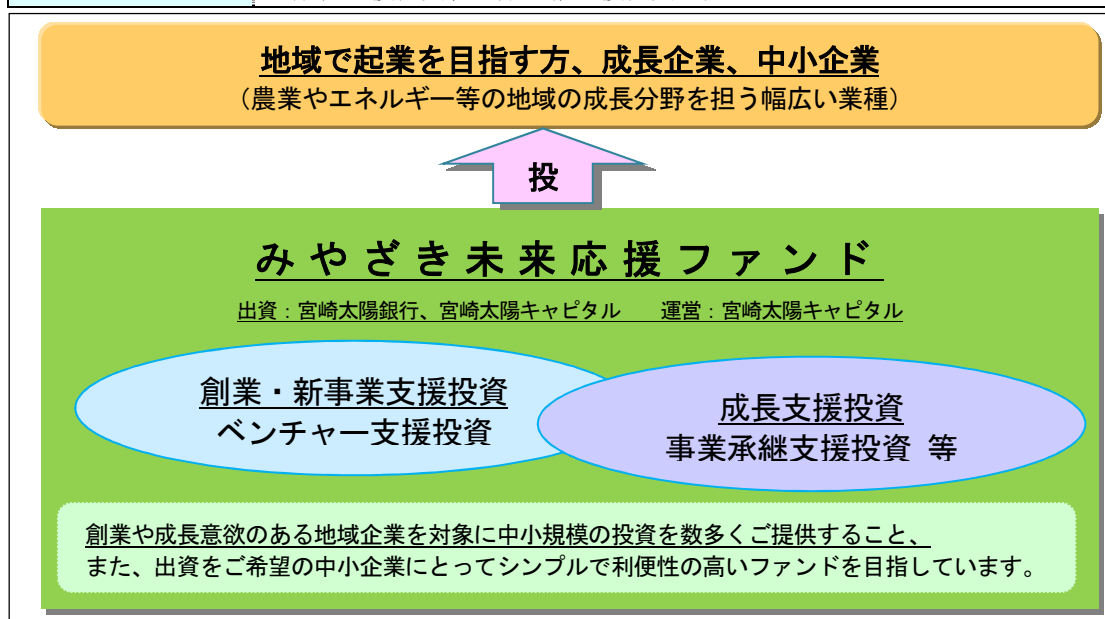 地域で起業を目指す方、成長企業、中小企業
（農業やエネルギー等の地域の成長分野を担う幅広い業種）
投
みやざき未来応援ファンド
出資：宮崎太陽銀行、宮崎太陽キャピタル　　運営：宮崎太陽キャピタル
創業・新事業支援投資
ベンチャー支援投資
成長支援投資
事業承継支援投資 等
創業や成長意欲のある地域企業を対象に中小規模の投資を数多くご提供すること、
また、出資をご希望の中小企業にとってシンプルで利便性の高いファンドを目指しています。